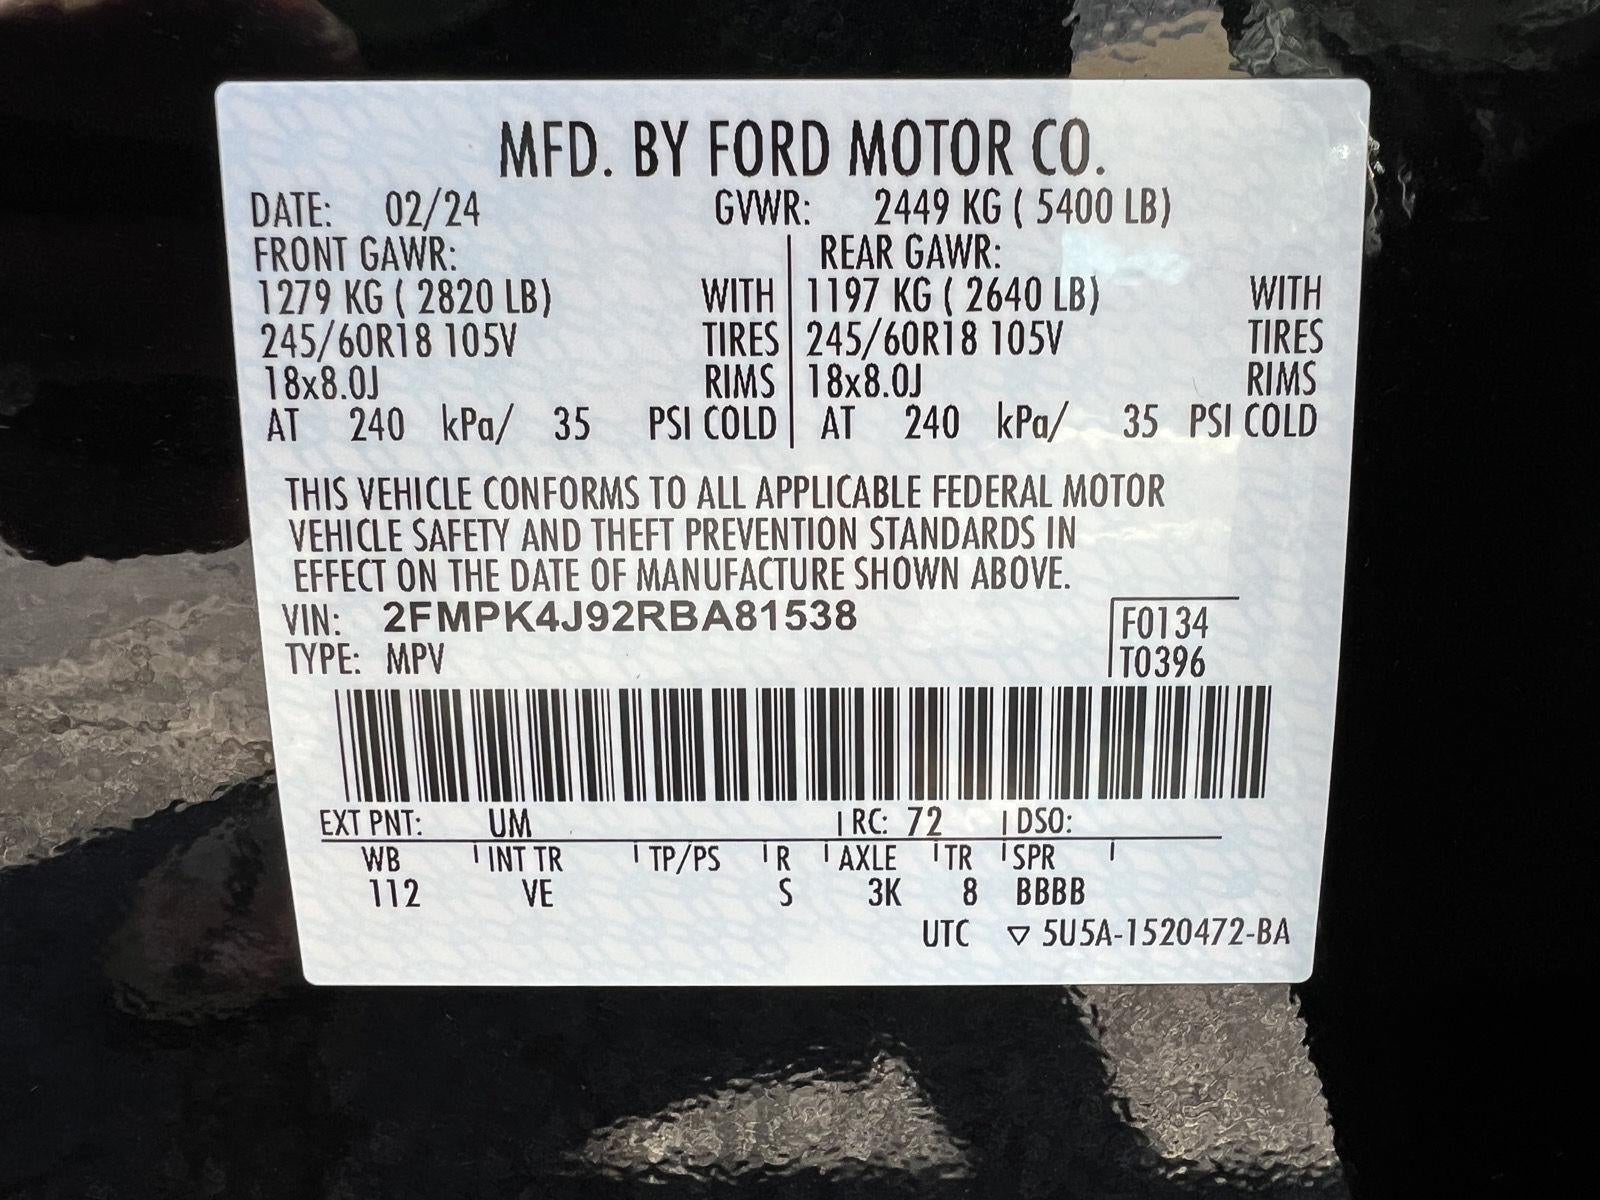 MFD. BY FORD MOTOR CO.
DATE: 02/24 GVWR: 2449 KG ( 5400 LB)
FRONT GAWR: REAR GAWR:
1279 KG ( 2820 LB) WITH 1197 KG ( 2640 LB) WITH
245/60R18 105V TIRES 245/60R18 105V TIRES
18x8.0J RIMS 18x8.0J RIMS
AT 240 kPa/ 35 PSI COLD AT 240 kPa/ 35 PSI COLD
THIS VEHICLE CONFORMS TO ALL APPLICABLE FEDERAL MOTOR
VEHICLE SAFETY AND THEFT PREVENTION STANDARDS IN
EFFECT ON THE DATE OF MANUFACTURE SHOWN ABOVE.
VIN: 2FMPK4J92RBA81538 F0134
TYPE: MPV T0396
EXT PNT: UM RC: 72 DSO:
WB INT TR TP/PS R AXLE TR SPR
112 VE S 3K 8 BBBB
UTC ▽ 5U5A-1520472-BA